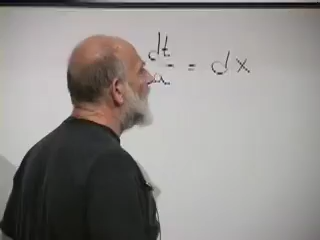 dt/a = dx